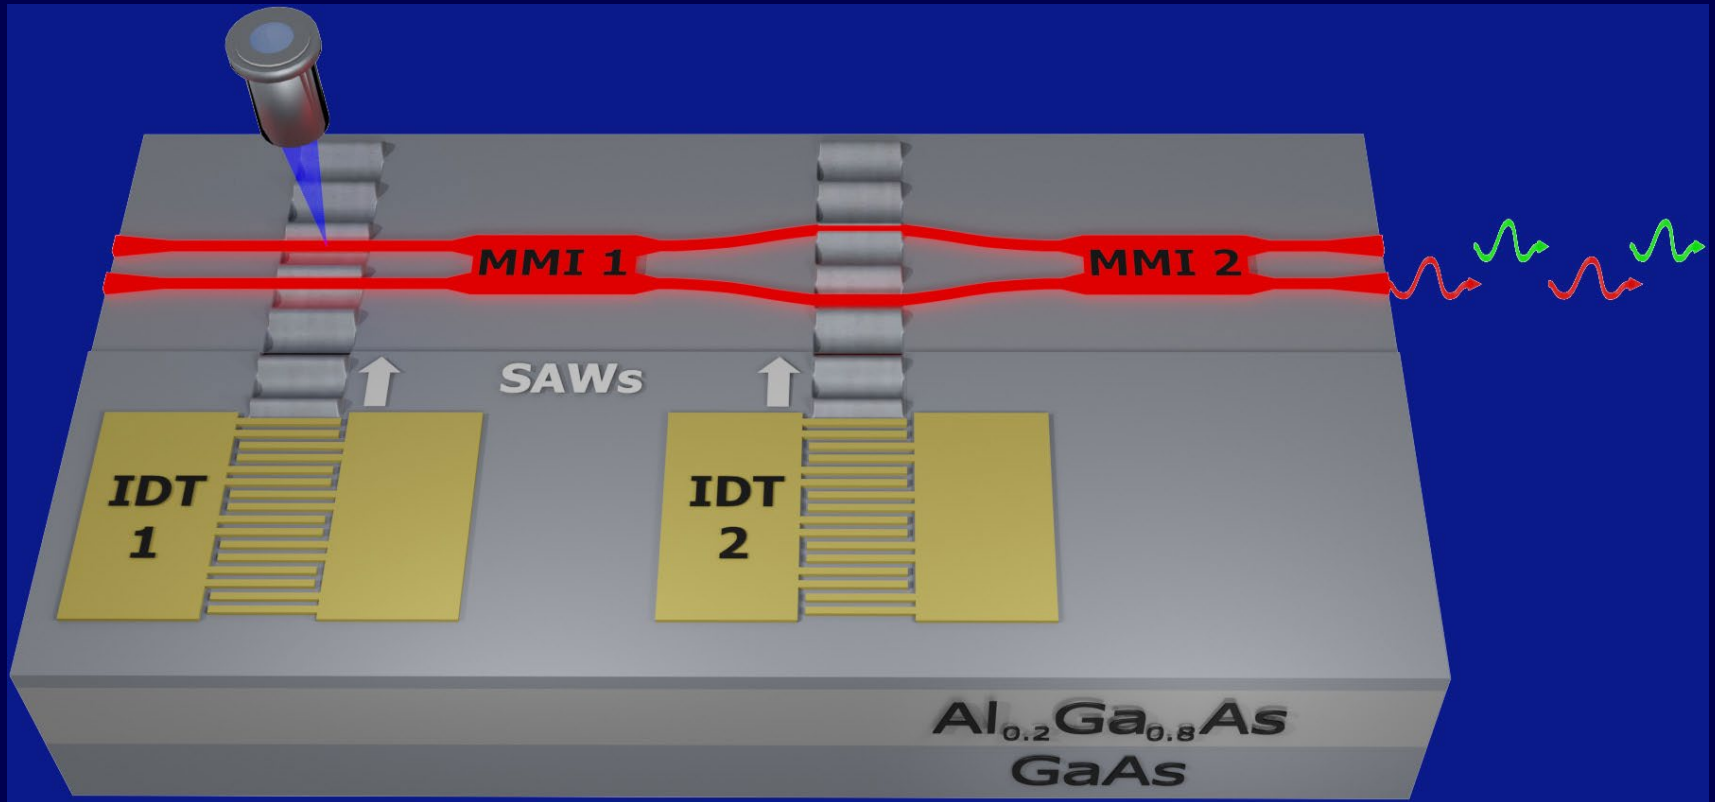 MMI 1
MMI 2
SAWs
IDT
1
IDT
2
Al₀.₂Ga₀.₈As
GaAs